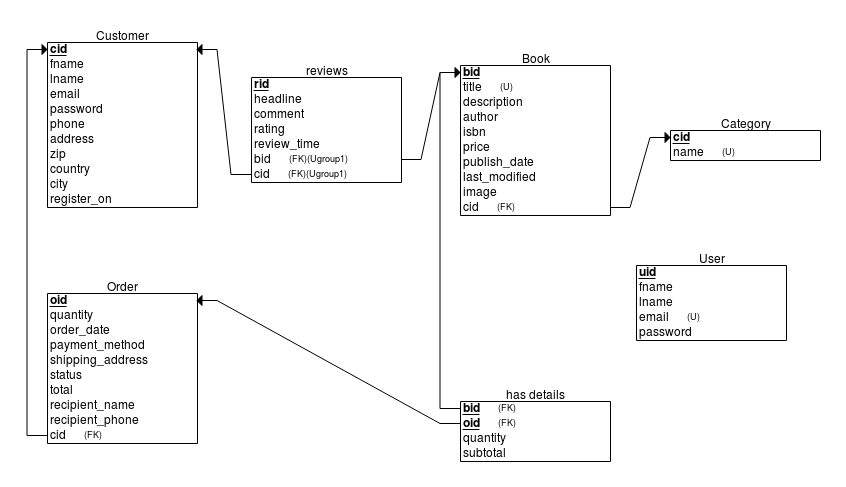 Customer
cid
fname
lname
email
password
phone
address
zip
country
city
register_on
reviews
rid
headline
comment
rating
review_time
bid (FK)(Ugroup1)
cid (FK)(Ugroup1)
Book
bid
title (U)
description
author
isbn
price
publish_date
last_modified
image
cid (FK)
Category
cid
name (U)
User
uid
fname
lname
email (U)
password
Order
oid
quantity
order_date
payment_method
shipping_address
status
total
recipient_name
recipient_phone
cid (FK)
has details
bid (FK)
oid (FK)
quantity
subtotal